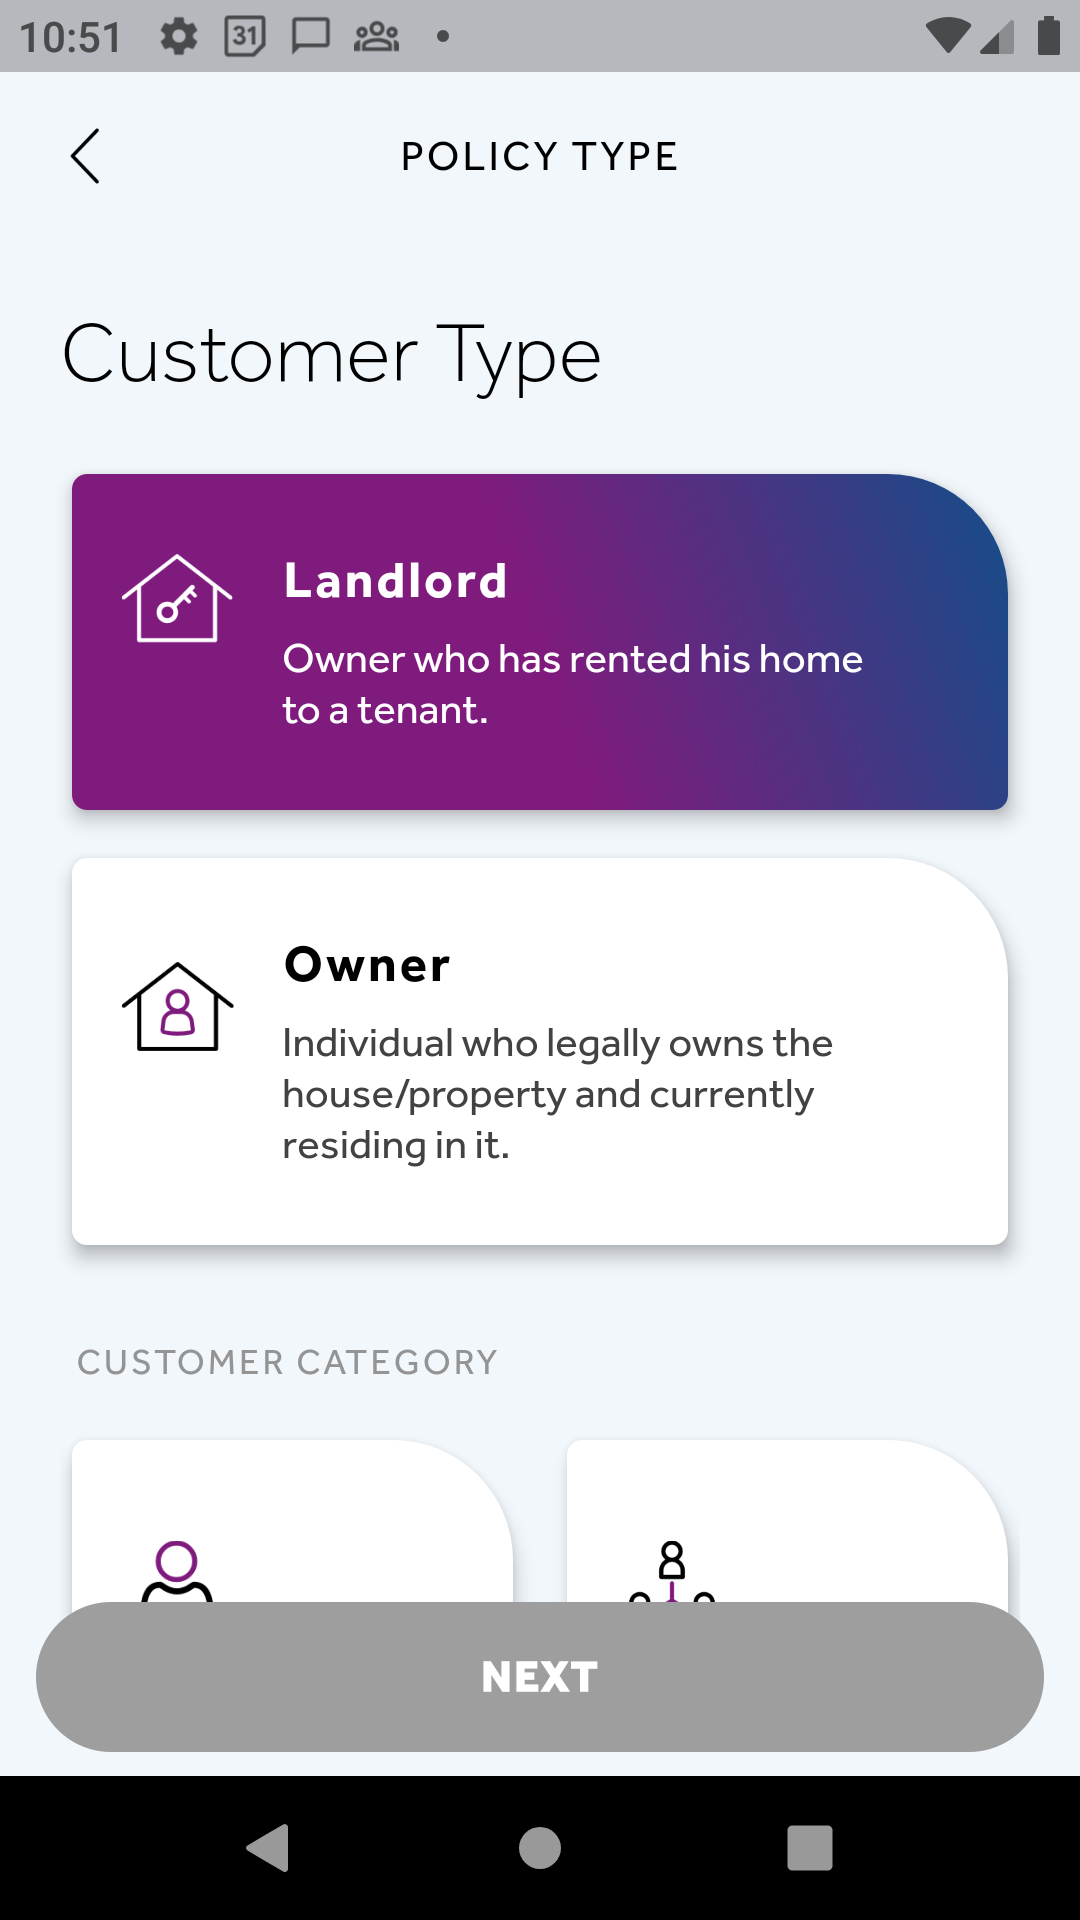 10:51
31
POLICY TYPE
Customer Type
Landlord
Owner who has rented his home
to a tenant.
Owner
Individual who legally owns the
house/property and currently
residing in it.
CUSTOMER CATEGORY
NEXT